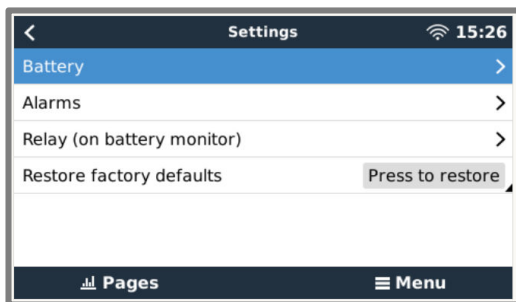 Settings 15:26
Battery
Alarms
Relay (on battery monitor)
Restore factory defaults Press to restore
Pages Menu